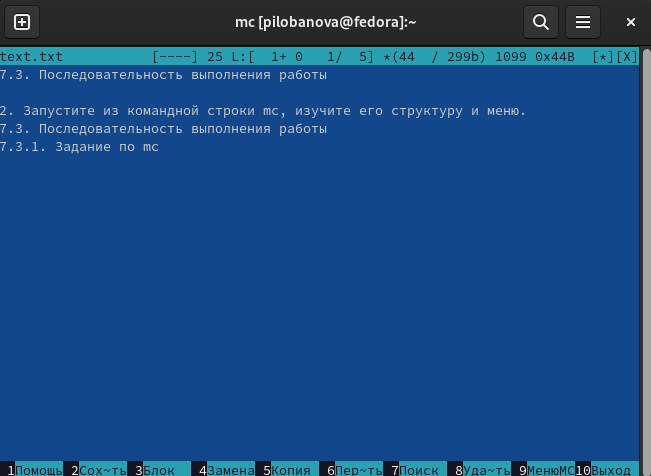 mc [pilobanova@fedora]:~
text.txt [----] 25 L:[ 1+ 0 1/ 5] *(44 / 299b) 1099 0x44B [*][X]
7.3. Последовательность выполнения работы
2. Запустите из командной строки mc, изучите его структуру и меню.
7.3. Последовательность выполнения работы
7.3.1. Задание по mc
1Помощь 2Сох~ть 3Блок 4Замена 5Копия 6Пер~ть 7Поиск 8Уда~ть 9МенюMC 10Выход